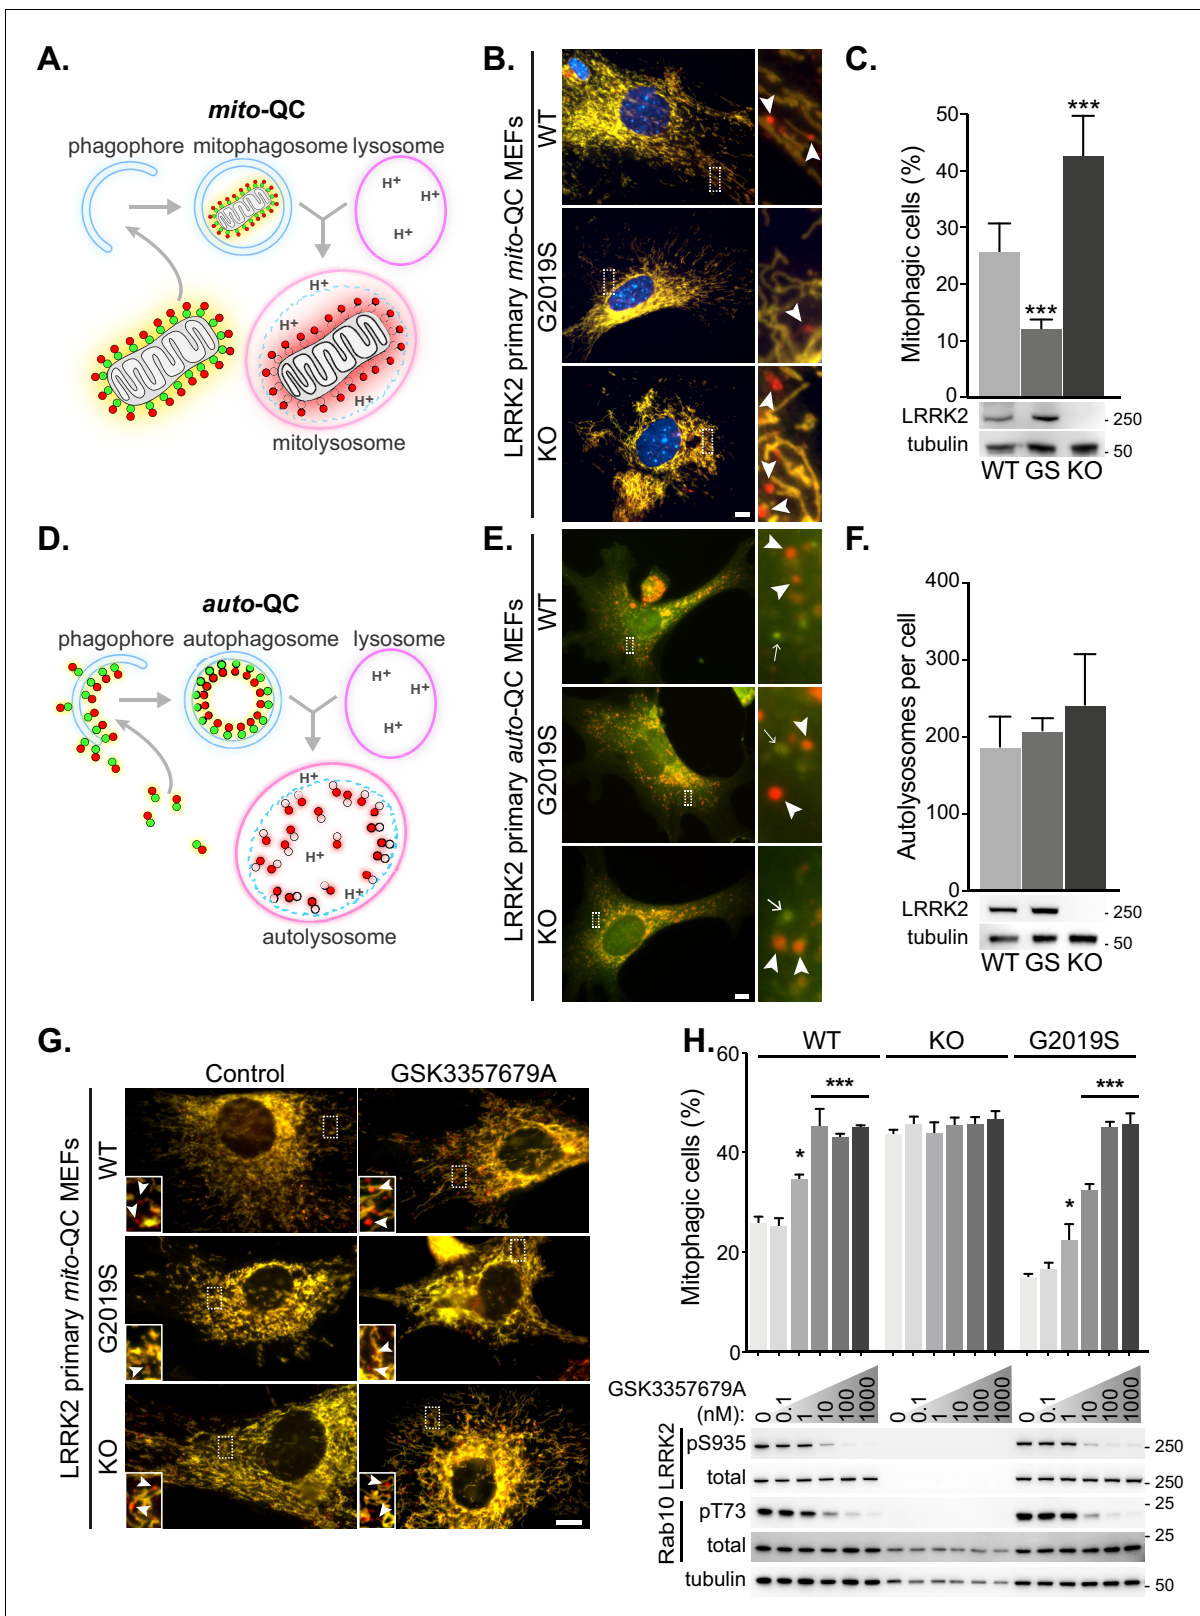 A.
mito-QC
phagophore mitophagosome lysosome
H+
H+
H+
H+
H+
H+
mitolysosome
B.
LRRK2 primary mito-QC MEFs
WT
G2019S
KO
C.
Mitophagic cells (%)
50
40
30
20
10
0
***
***
LRRK2
- 250
tubulin
- 50
WT GS KO
D.
auto-QC
phagophore autophagosome lysosome
H+
H+
H+
H+
H+
H+
autolysosome
E.
LRRK2 primary auto-QC MEFs
WT
G2019S
KO
F.
Autolysosomes per cell
400
300
200
100
0
LRRK2
- 250
tubulin
- 50
WT GS KO
G.
Control GSK3357679A
LRRK2 primary mito-QC MEFs
WT
G2019S
KO
H.
WT KO G2019S
Mitophagic cells (%)
60
40
20
0
*
***
*
***
GSK3357679A
(nM):
0 0.1 1 10 100 1000 0 0.1 1 10 100 1000 0 0.1 1 10 100 1000
LRRK2
pS935
- 250
total
- 250
Rab10
pT73
25
-
total
25
-
tubulin
- 50